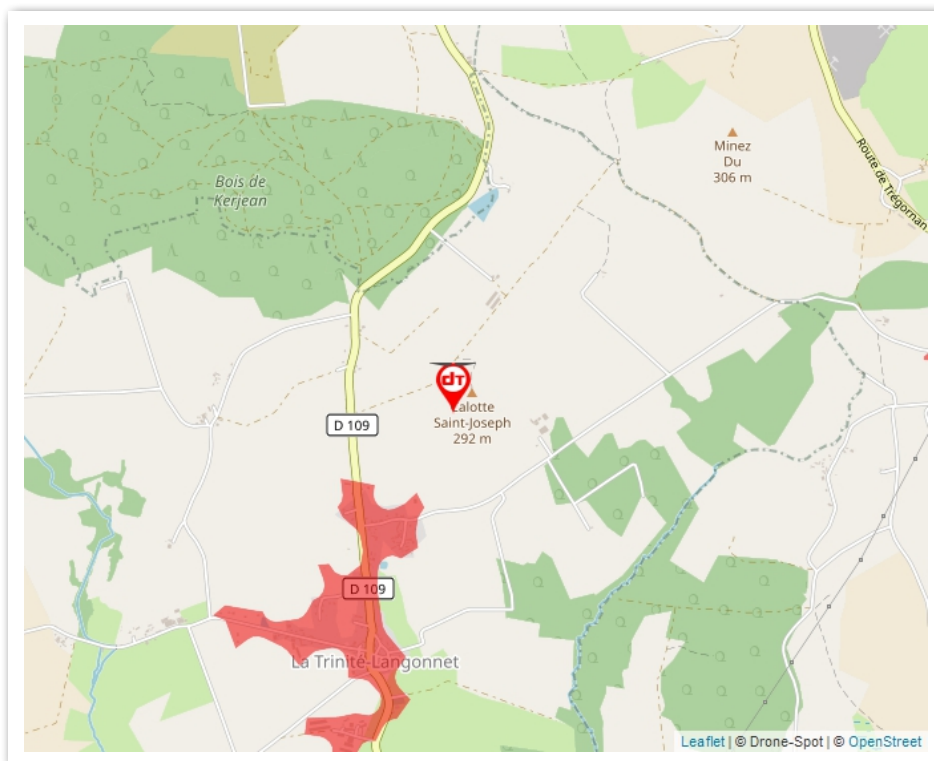 Bois de
Kerjean
Minez
Du
306 m
Route de Trégornan
dT
Calotte
Saint-Joseph
292 m
D 109
D 109
La Trinité-Langonnet
Leaflet | © Drone-Spot | © OpenStreet